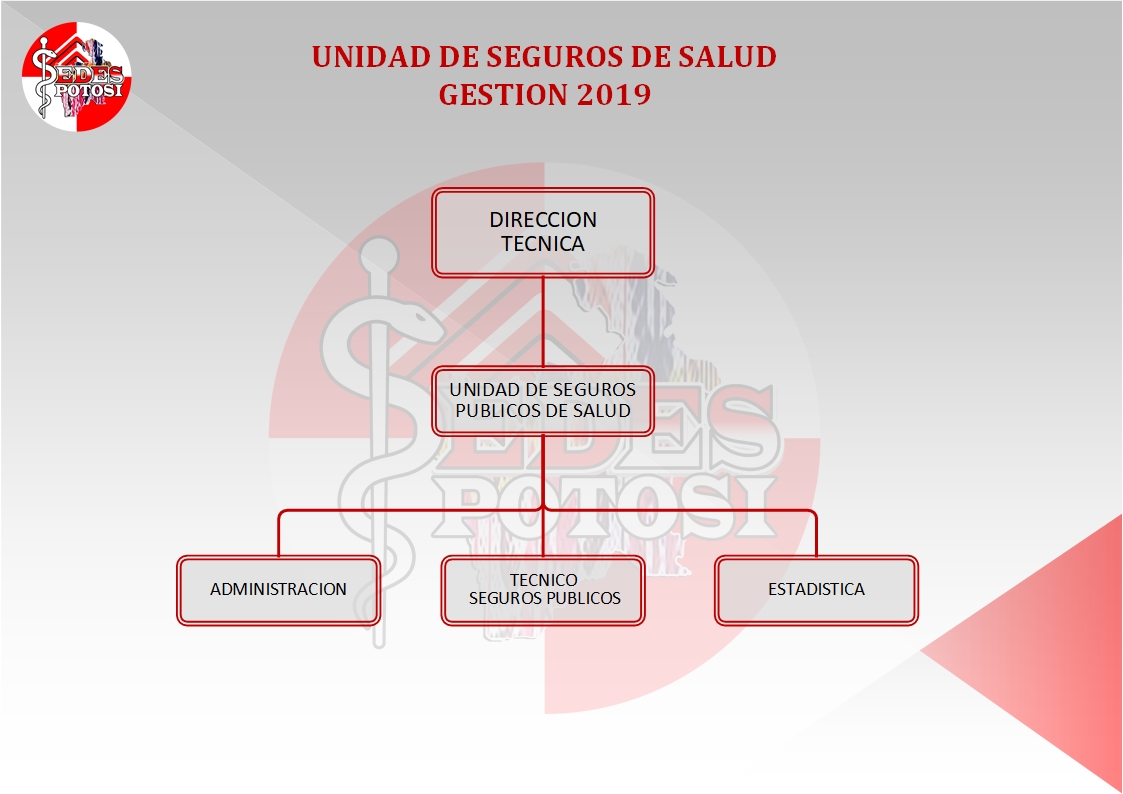 SEDES
POTOSI
UNIDAD DE SEGUROS DE SALUD
GESTION 2019
DIRECCION
TECNICA
UNIDAD DE SEGUROS
PUBLICOS DE SALUD
SEDES
POTOSI
ADMINISTRACION
TECNICO
SEGUROS PUBLICOS
ESTADISTICA